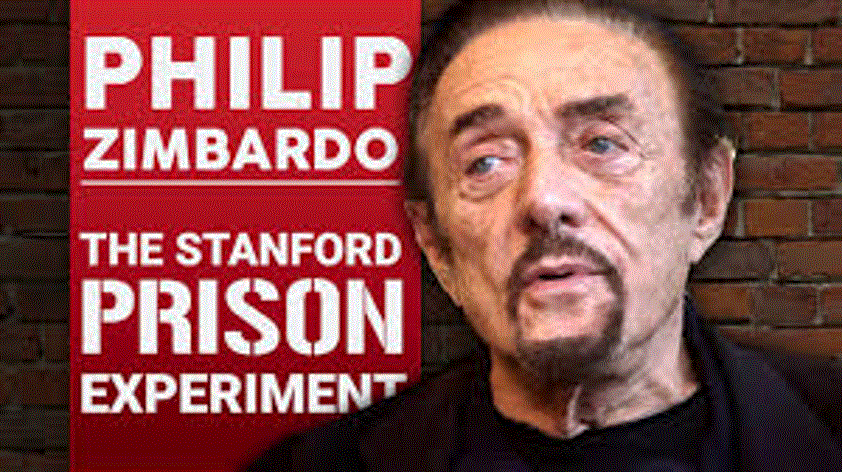 PHILIP
ZIMBARDO
THE STANFORD
PRISON
EXPERIMENT